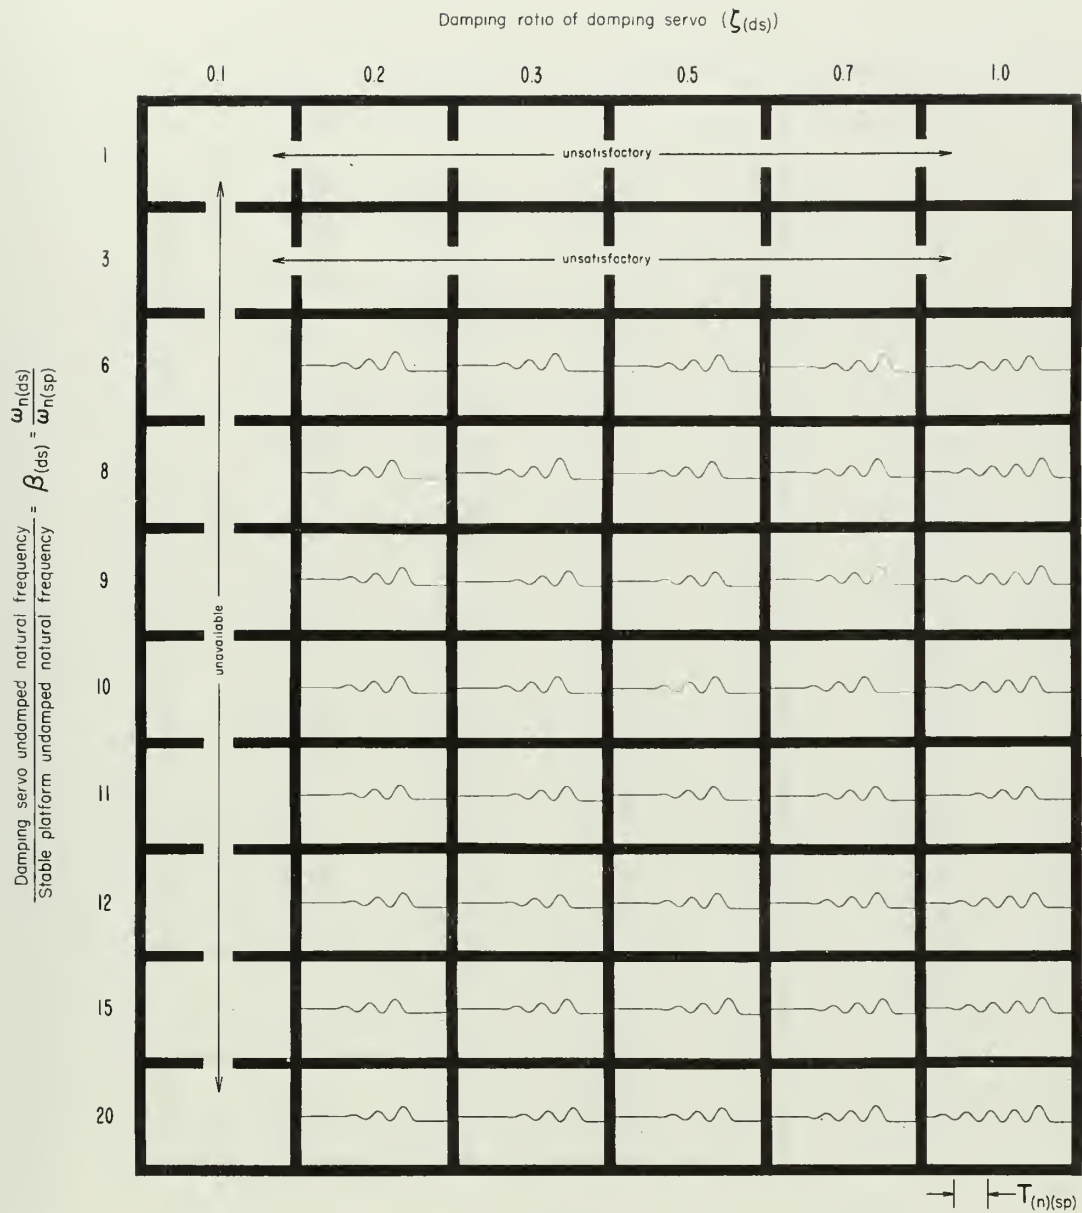 Damping ratio of damping servo (ζ(ds))
0.1 0.2 0.3 0.5 0.7 1.0
1 unsatisfactory
3 unsatisfactory
6
8
9
10
11
12
15
20
unavailable
Damping servo undamped natural frequency
Stable platform undamped natural frequency
= β(ds) = ωn(ds)
ωn(sp)
T(n)(sp)